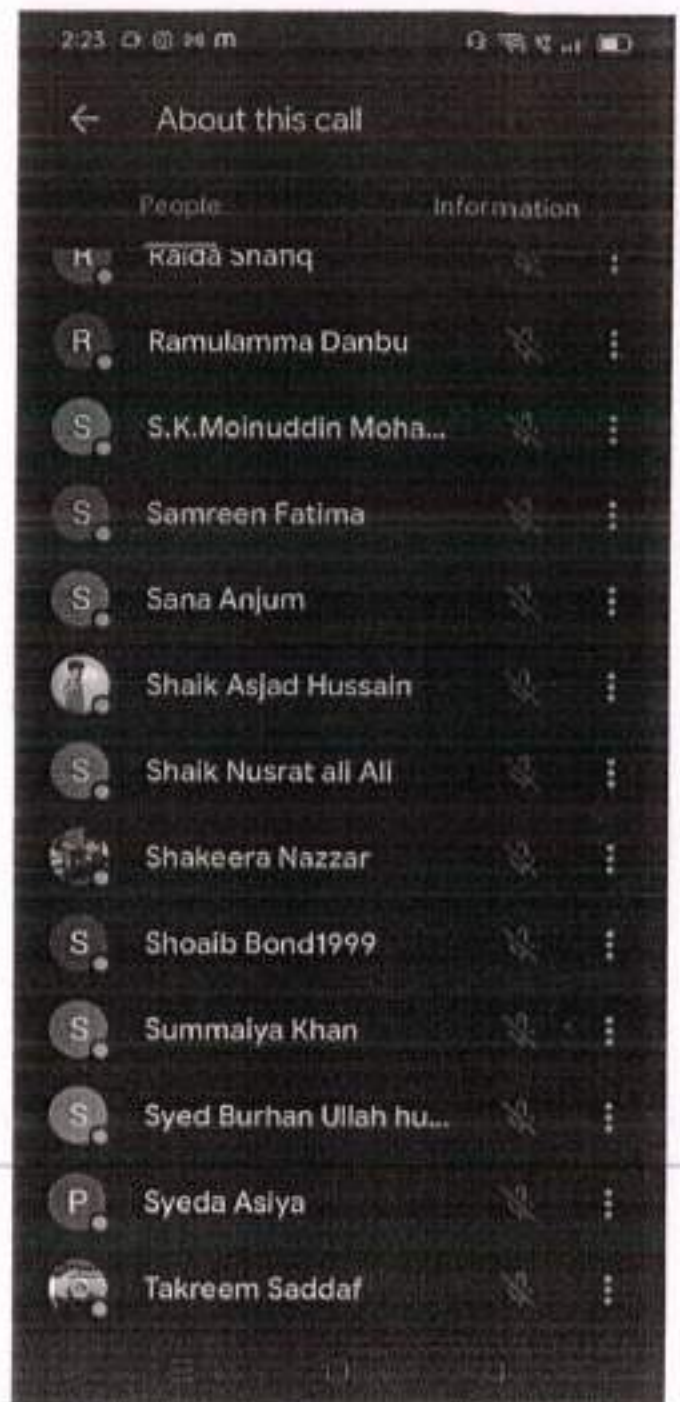 2:23 m
← About this call
People Information
R Raida Shariq
R Ramulamma Danbu
S S.K.Moinuddin Moha...
S Samreen Fatima
S Sana Anjum
Shaik Asjad Hussain
S Shaik Nusrat ali Ali
Shakeera Nazzar
S Shoaib Bond1999
S Summaiya Khan
S Syed Burhan Ullah hu...
P Syeda Asiya
Takreem Saddaf